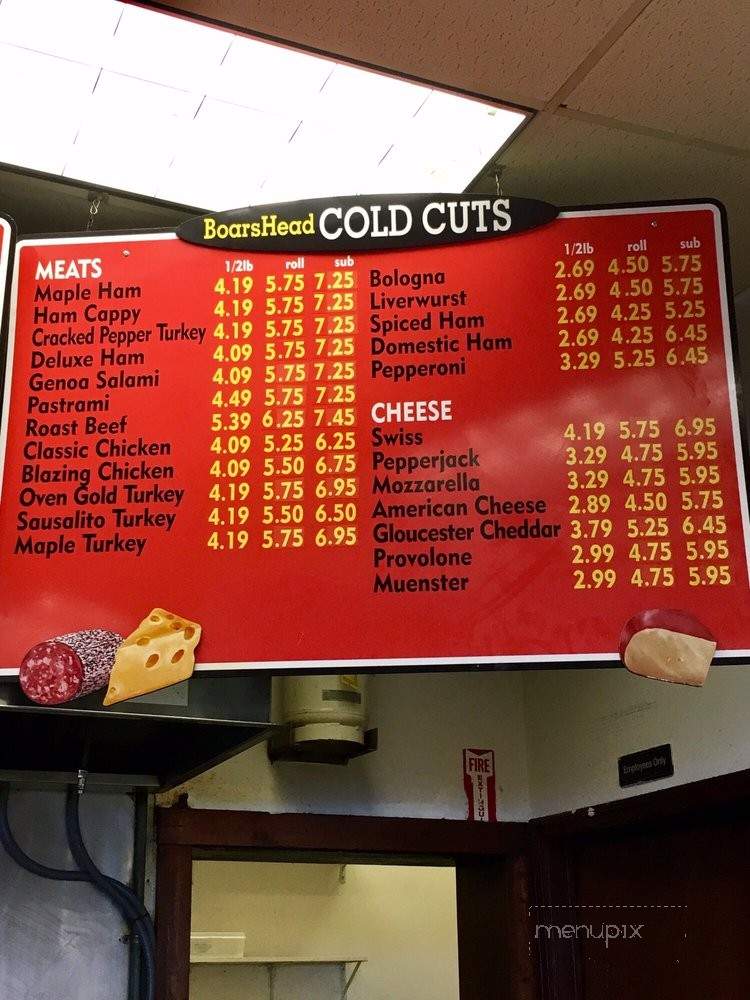 BoarsHead COLD CUTS
MEATS 1/2lb roll sub
Maple Ham 4.19 5.75 7.25
Ham Cappy 4.19 5.75 7.25
Cracked Pepper Turkey 4.19 5.75 7.25
Deluxe Ham 4.09 5.75 7.25
Genoa Salami 4.09 5.75 7.25
Pastrami 4.49 5.75 7.25
Roast Beef 5.39 6.25 7.45
Classic Chicken 4.09 5.25 6.25
Blazing Chicken 4.09 5.50 6.75
Oven Gold Turkey 4.19 5.75 6.95
Sausalito Turkey 4.19 5.50 6.50
Maple Turkey 4.19 5.75 6.95
1/2lb roll sub
Bologna 2.69 4.50 5.75
Liverwurst 2.69 4.50 5.75
Spiced Ham 2.69 4.25 5.25
Domestic Ham 2.69 4.25 6.45
Pepperoni 3.29 5.25 6.45
CHEESE
Swiss 4.19 5.75 6.95
Pepperjack 3.29 4.75 5.95
Mozzarella 3.29 4.75 5.95
American Cheese 2.89 4.50 5.75
Gloucester Cheddar 3.79 5.25 6.45
Provolone 2.99 4.75 5.95
Muenster 2.99 4.75 5.95
FIRE
EXTINGUI
Employees Only
menupix